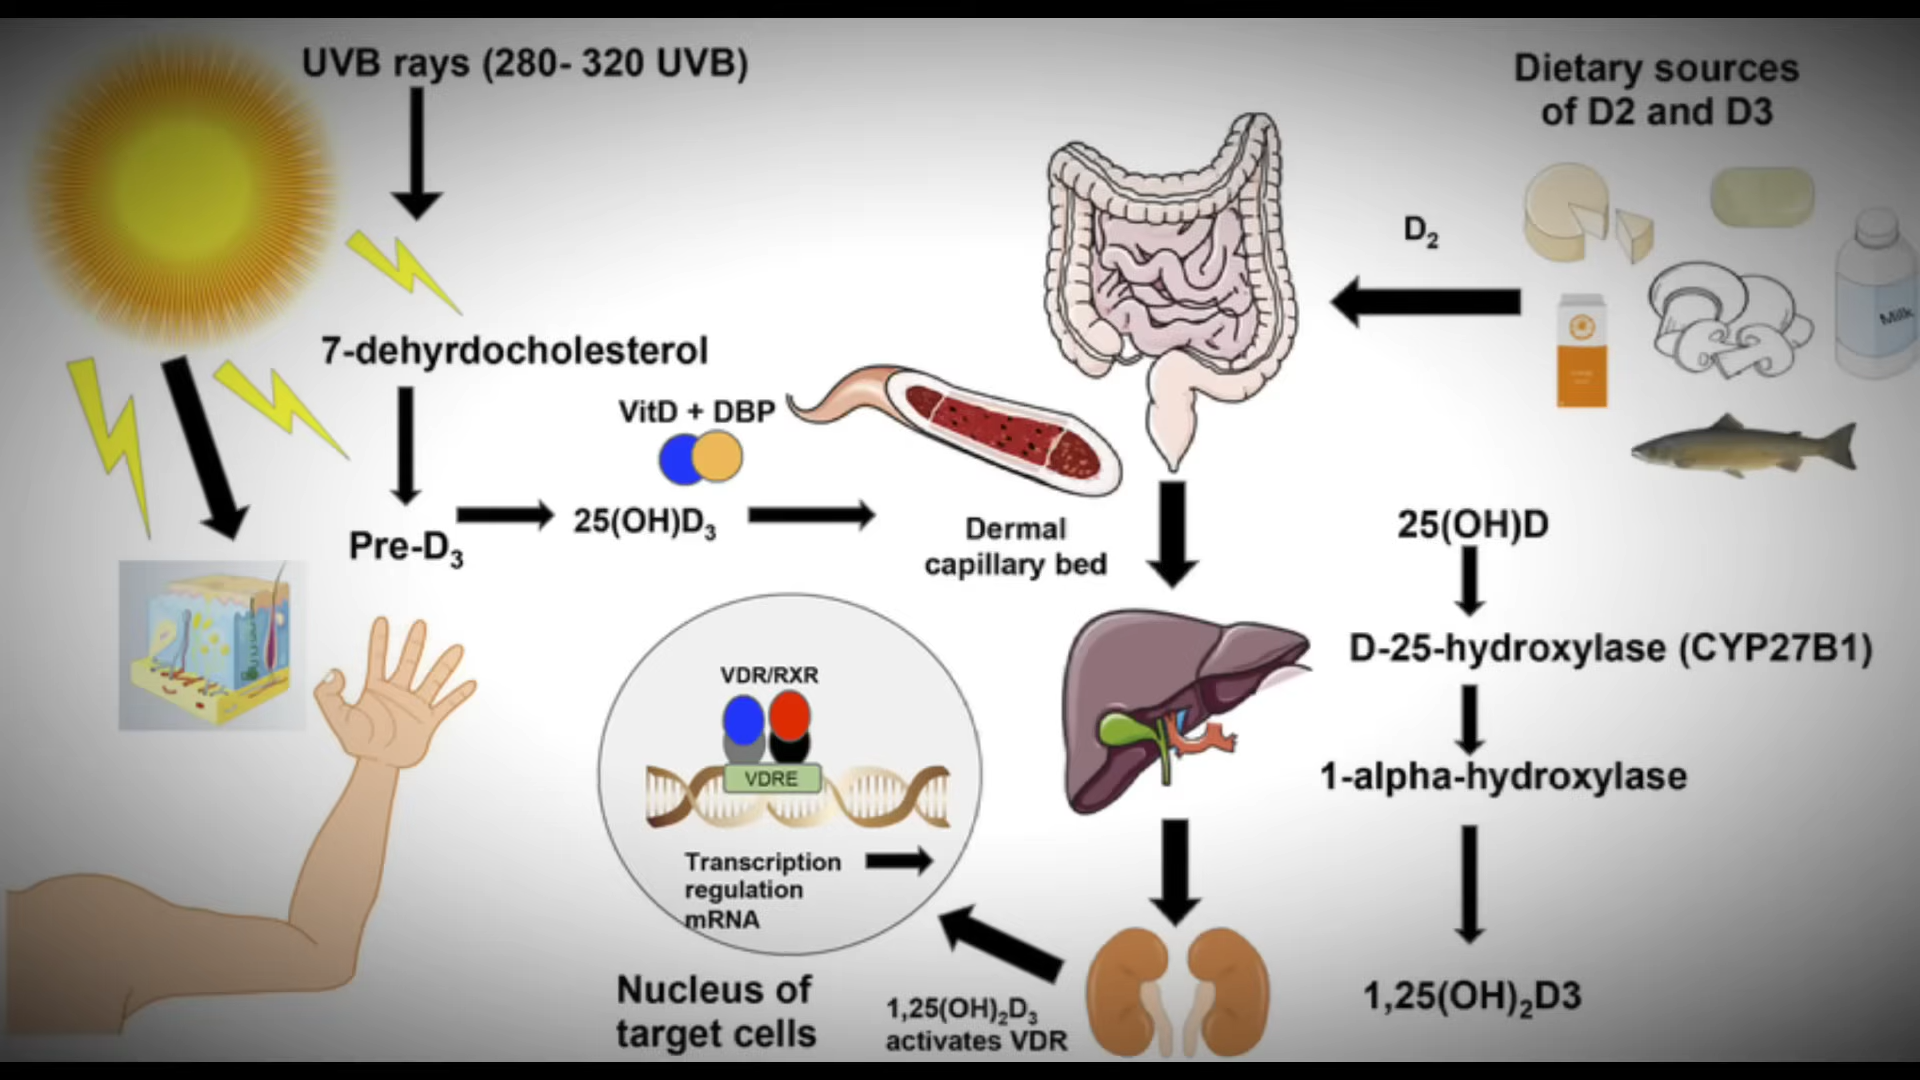 UVB rays (280- 320 UVB)
7-dehyrdocholesterol
Pre-D₃
VitD + DBP
25(OH)D₃
Dermal
capillary bed
Dietary sources
of D2 and D3
D₂
Milk
25(OH)D
D-25-hydroxylase (CYP27B1)
1-alpha-hydroxylase
1,25(OH)₂D3
VDR/RXR
VDRE
Transcription
regulation
mRNA
Nucleus of
target cells
1,25(OH)₂D₃
activates VDR